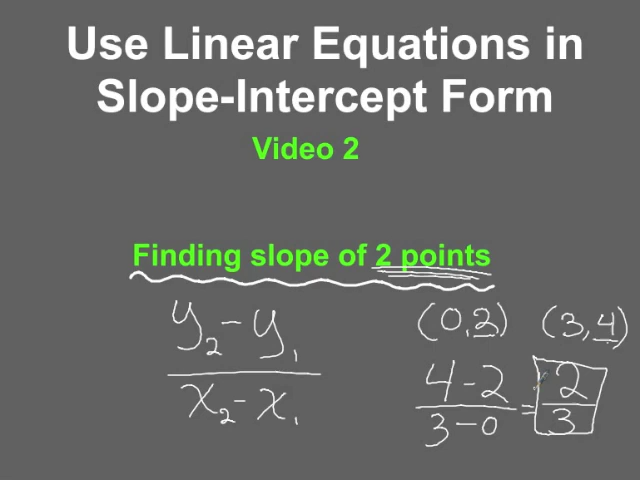 Use Linear Equations in
Slope-Intercept Form
Video 2
Finding slope of 2 points
y₂ - y₁
x₂ - x₁
(0,2) (3,4)
4 - 2 = 2
3 - 0 3